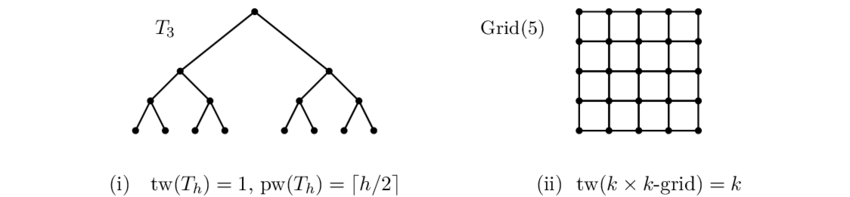 T₃
Grid(5)
(i) tw(Tₕ) = 1, pw(Tₕ) = ⌈h/2⌉
(ii) tw(k × k-grid) = k